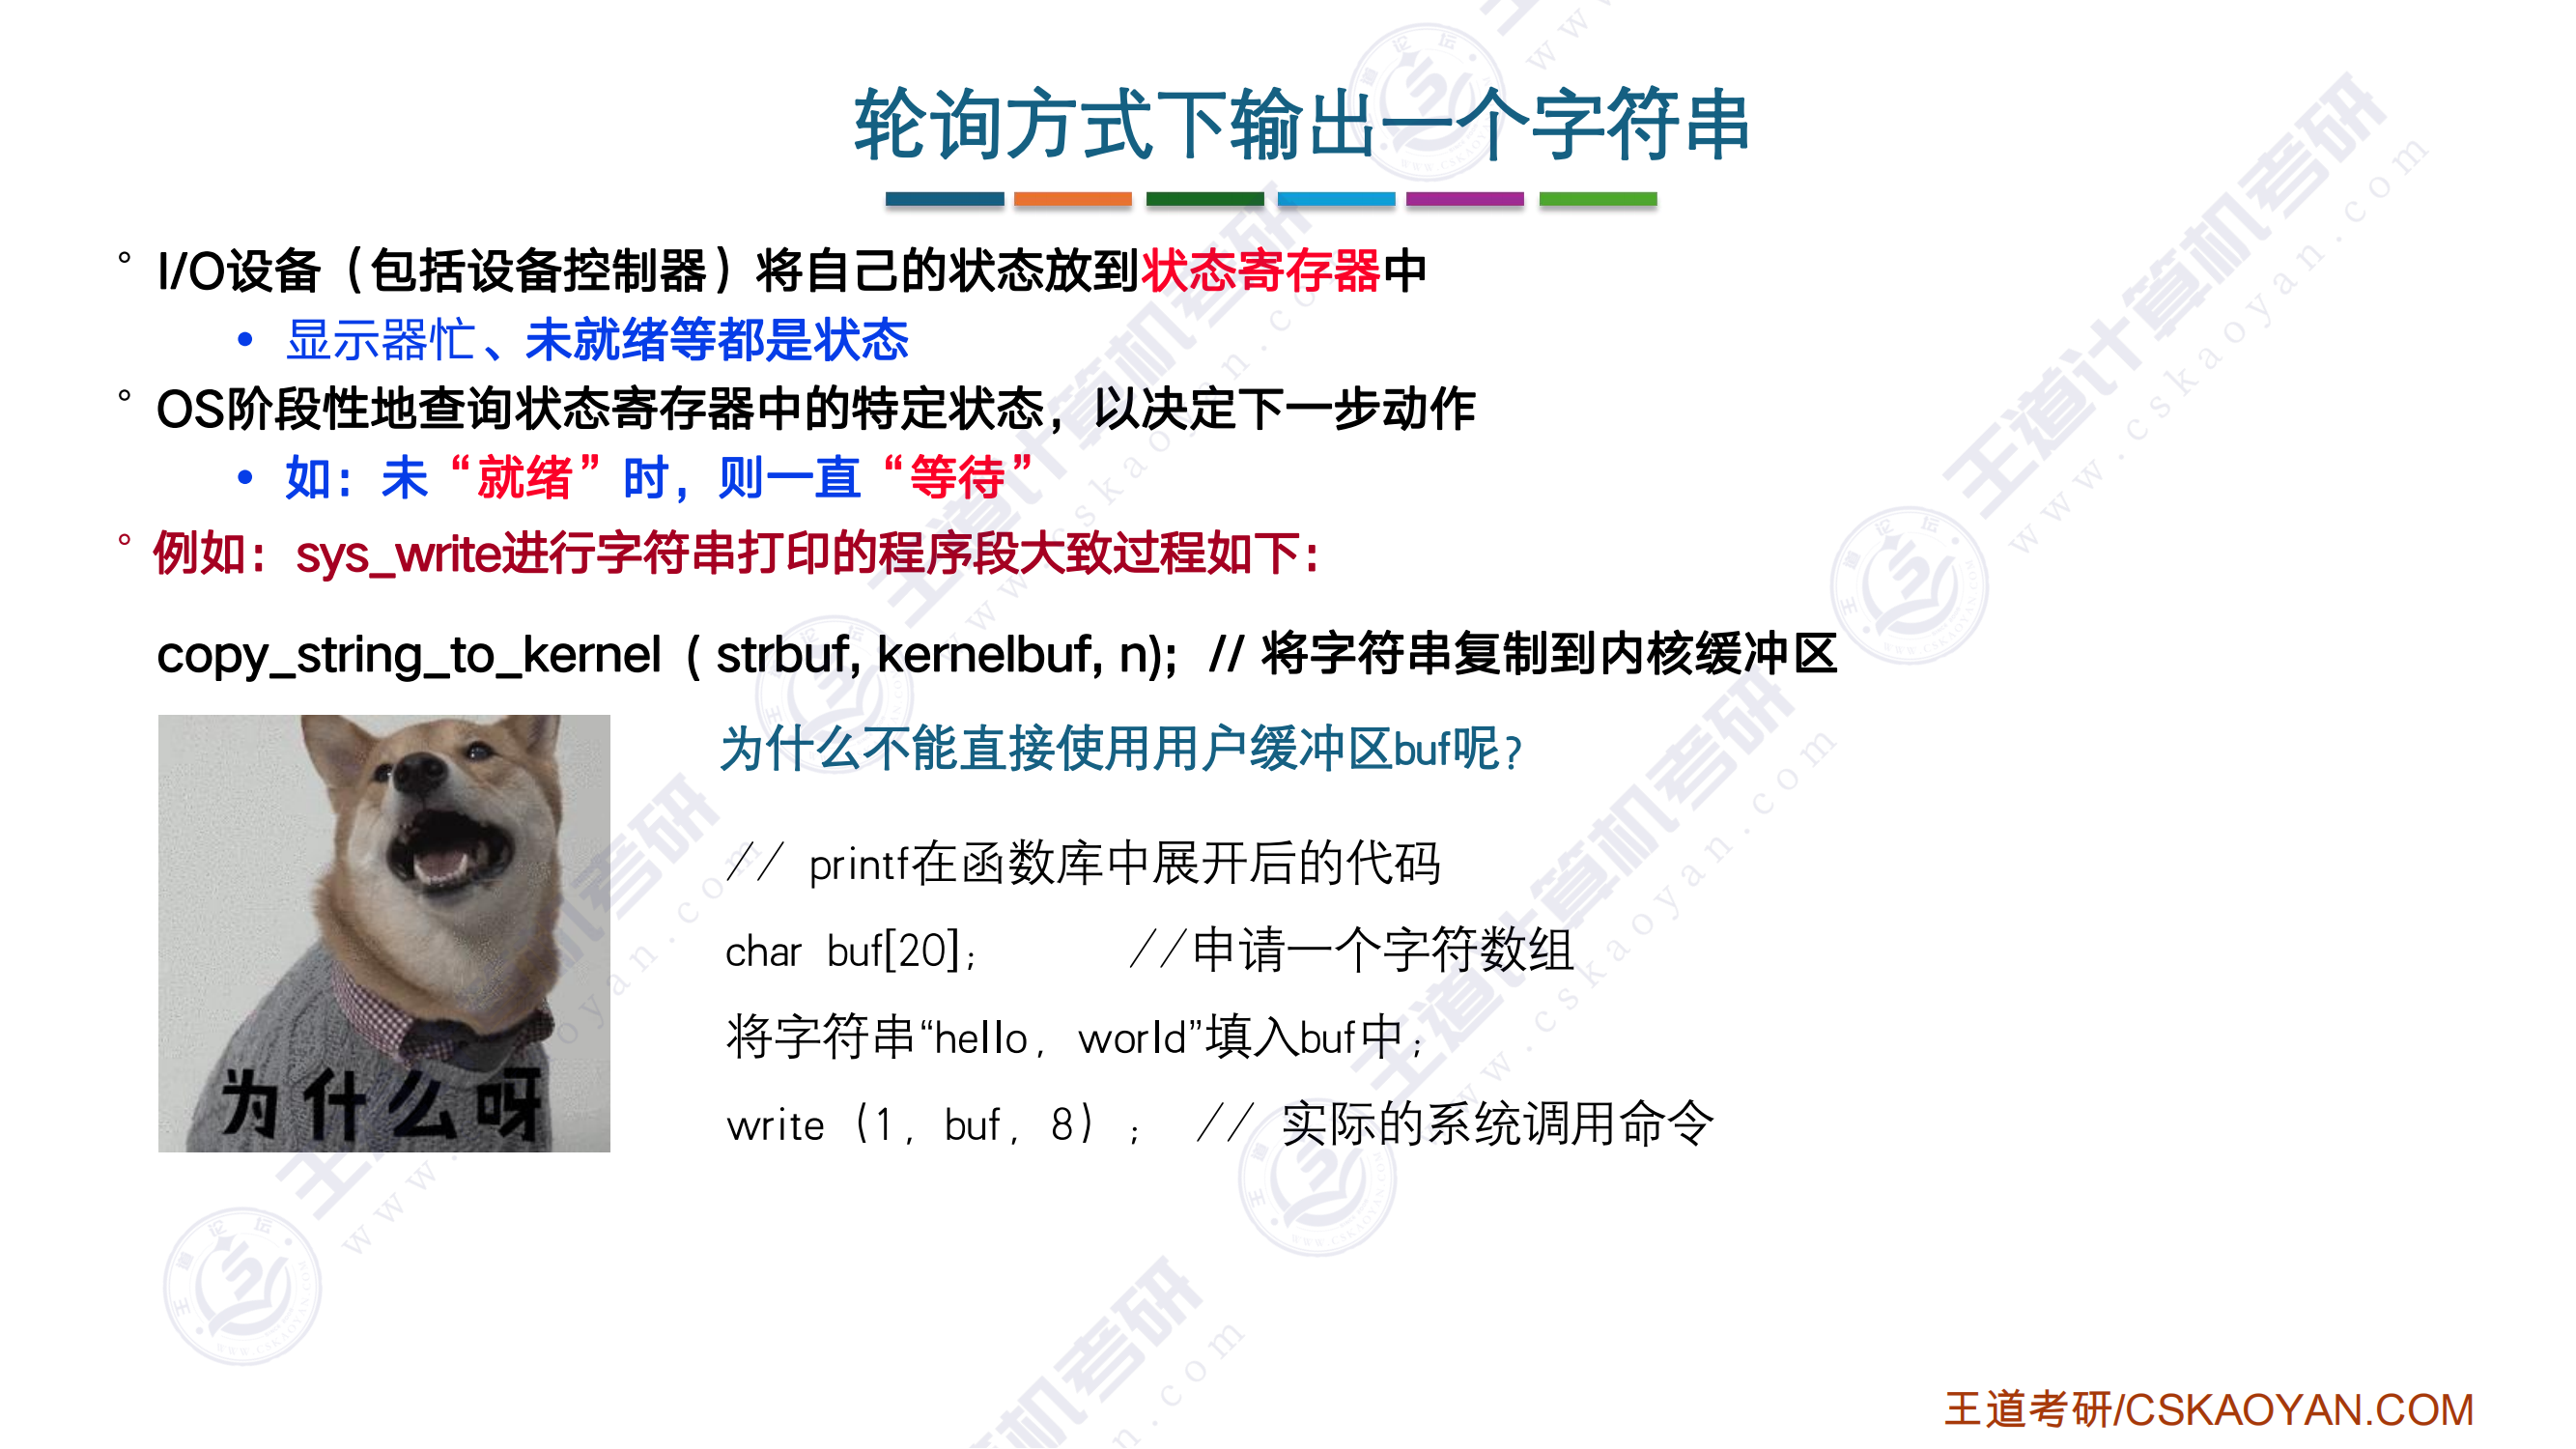 轮询方式下输出一个字符串
° I/O设备（包括设备控制器）将自己的状态放到状态寄存器中
• 显示器忙、未就绪等都是状态
° OS阶段性地查询状态寄存器中的特定状态，以决定下一步动作
• 如：未“就绪”时，则一直“等待”
° 例如：sys_write进行字符串打印的程序段大致过程如下：
copy_string_to_kernel ( strbuf, kernelbuf, n); // 将字符串复制到内核缓冲区
为什么不能直接使用用户缓冲区buf呢？
// printf在函数库中展开后的代码
char buf[20]； //申请一个字符数组
将字符串“hello，world”填入buf中；
write（1，buf，8）； // 实际的系统调用命令
为什么呀
王道考研/CSKAOYAN.COM
王道计算机考研
www.cskaoyan.com